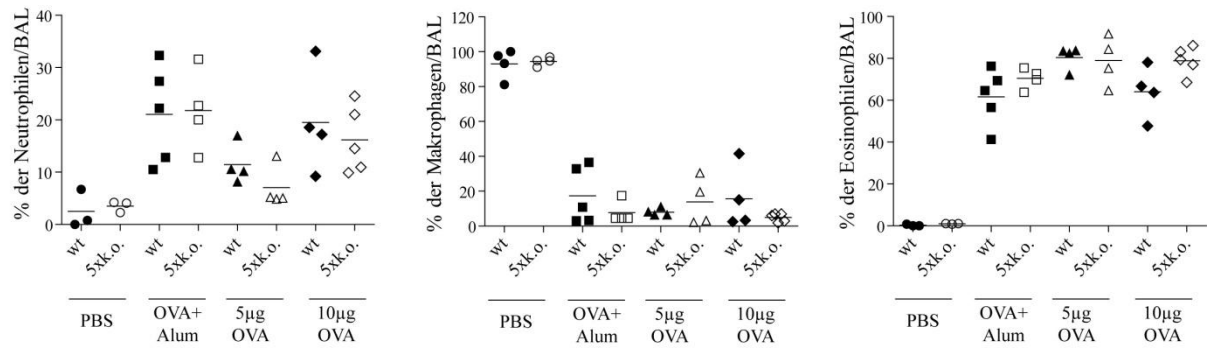 % der Neutrophilen/BAL
40
30
20
10
0
wt 5xk.o. wt 5xk.o. wt 5xk.o. wt 5xk.o.
PBS OVA+ 5µg 10µg
Alum OVA OVA
% der Makrophagen/BAL
120
100
80
60
40
20
0
wt 5xk.o. wt 5xk.o. wt 5xk.o. wt 5xk.o.
PBS OVA+ 5µg 10µg
Alum OVA OVA
% der Eosinophilen/BAL
100
80
60
40
20
0
wt 5xk.o. wt 5xk.o. wt 5xk.o. wt 5xk.o.
PBS OVA+ 5µg 10µg
Alum OVA OVA